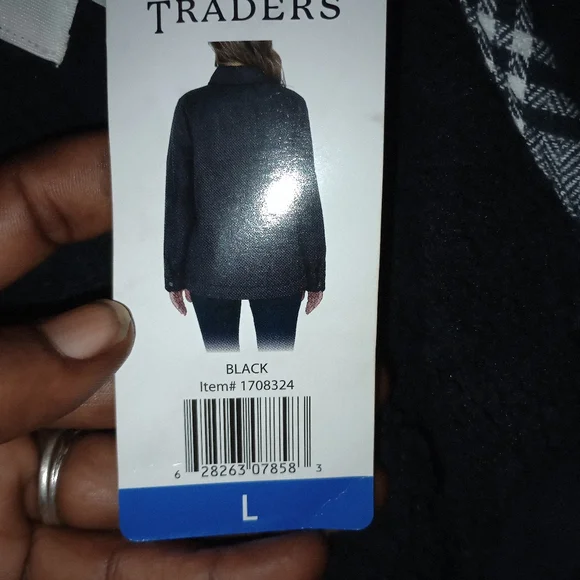 TRADERS
BLACK
Item# 1708324
6 28263 07858 3
L